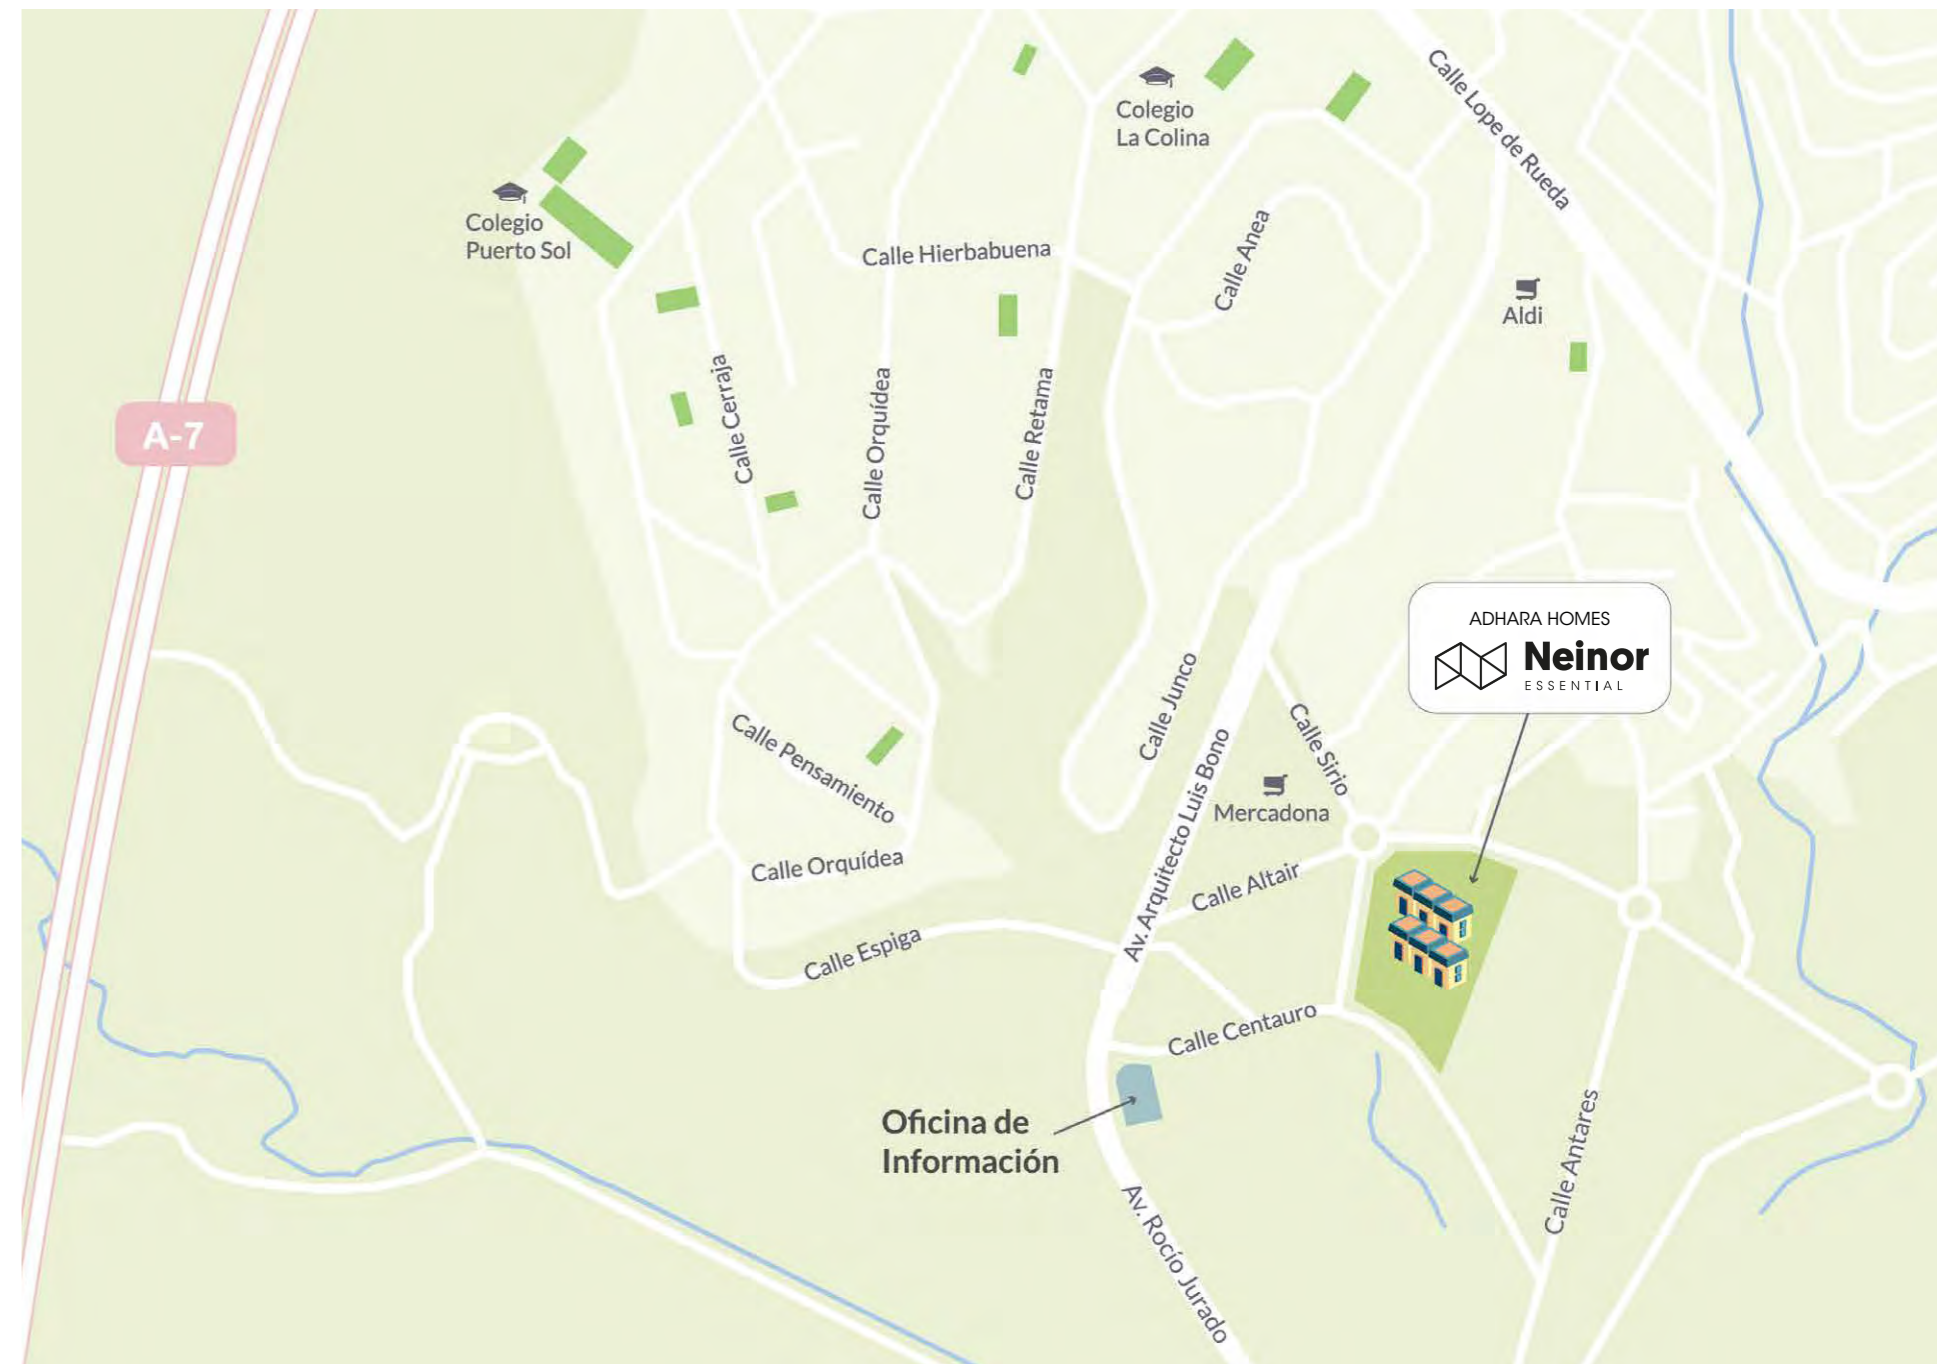 Calle Lope de Rueda
Colegio
La Colina
Colegio
Puerto Sol
Calle Hierbabuena
Calle Anea
Aldi
A-7
Calle Cerraja
Calle Orquídea
Calle Retama
ADHARA HOMES
Neinor
ESSENTIAL
Calle Junco
Calle Pensamiento
Calle Sirio
Av. Arquitecto Luis Bono
Mercadona
Calle Orquídea
Calle Altair
Calle Espiga
Calle Centauro
Oficina de
Información
Calle Antares
Av. Rocío Jurado